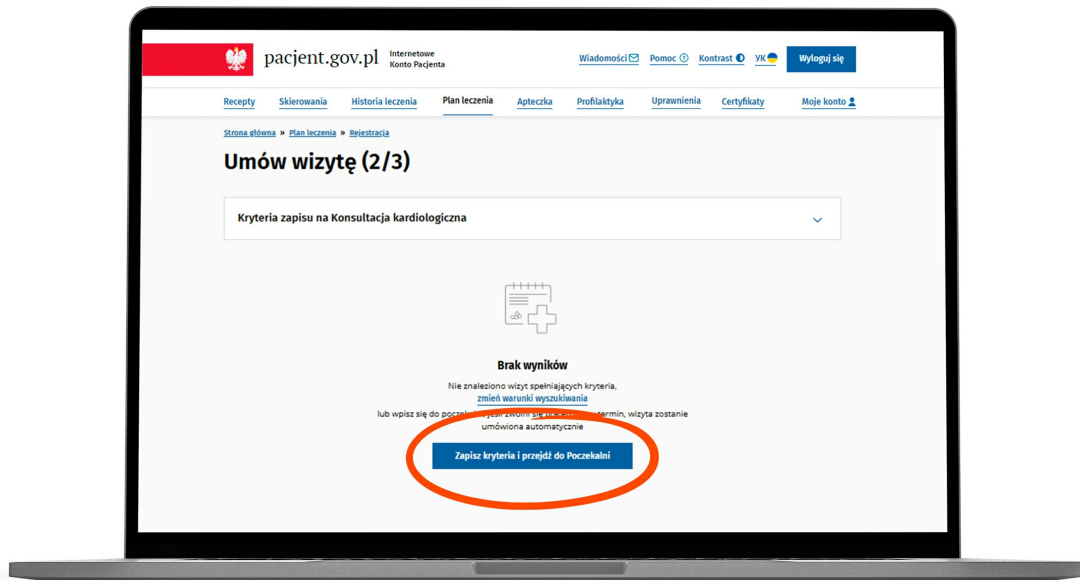 pacjent.gov.pl
Internetowe
Konto Pacjenta
Wiadomości Pomoc Kontrast УК Wyloguj się
Recepty Skierowania Historia leczenia Plan leczenia Apteczka Profilaktyka Uprawnienia Certyfikaty Moje konto
Strona główna » Plan leczenia » Rejestracja
Umów wizytę (2/3)
Kryteria zapisu na Konsultacja kardiologiczna
Brak wyników
Nie znaleziono wizyt spełniających kryteria,
zmień warunki wyszukiwania
lub wpisz się do zwolni się termin, wizyta zostanie
umówiona automatycznie
Zapisz kryteria i przejdź do Poczekalni